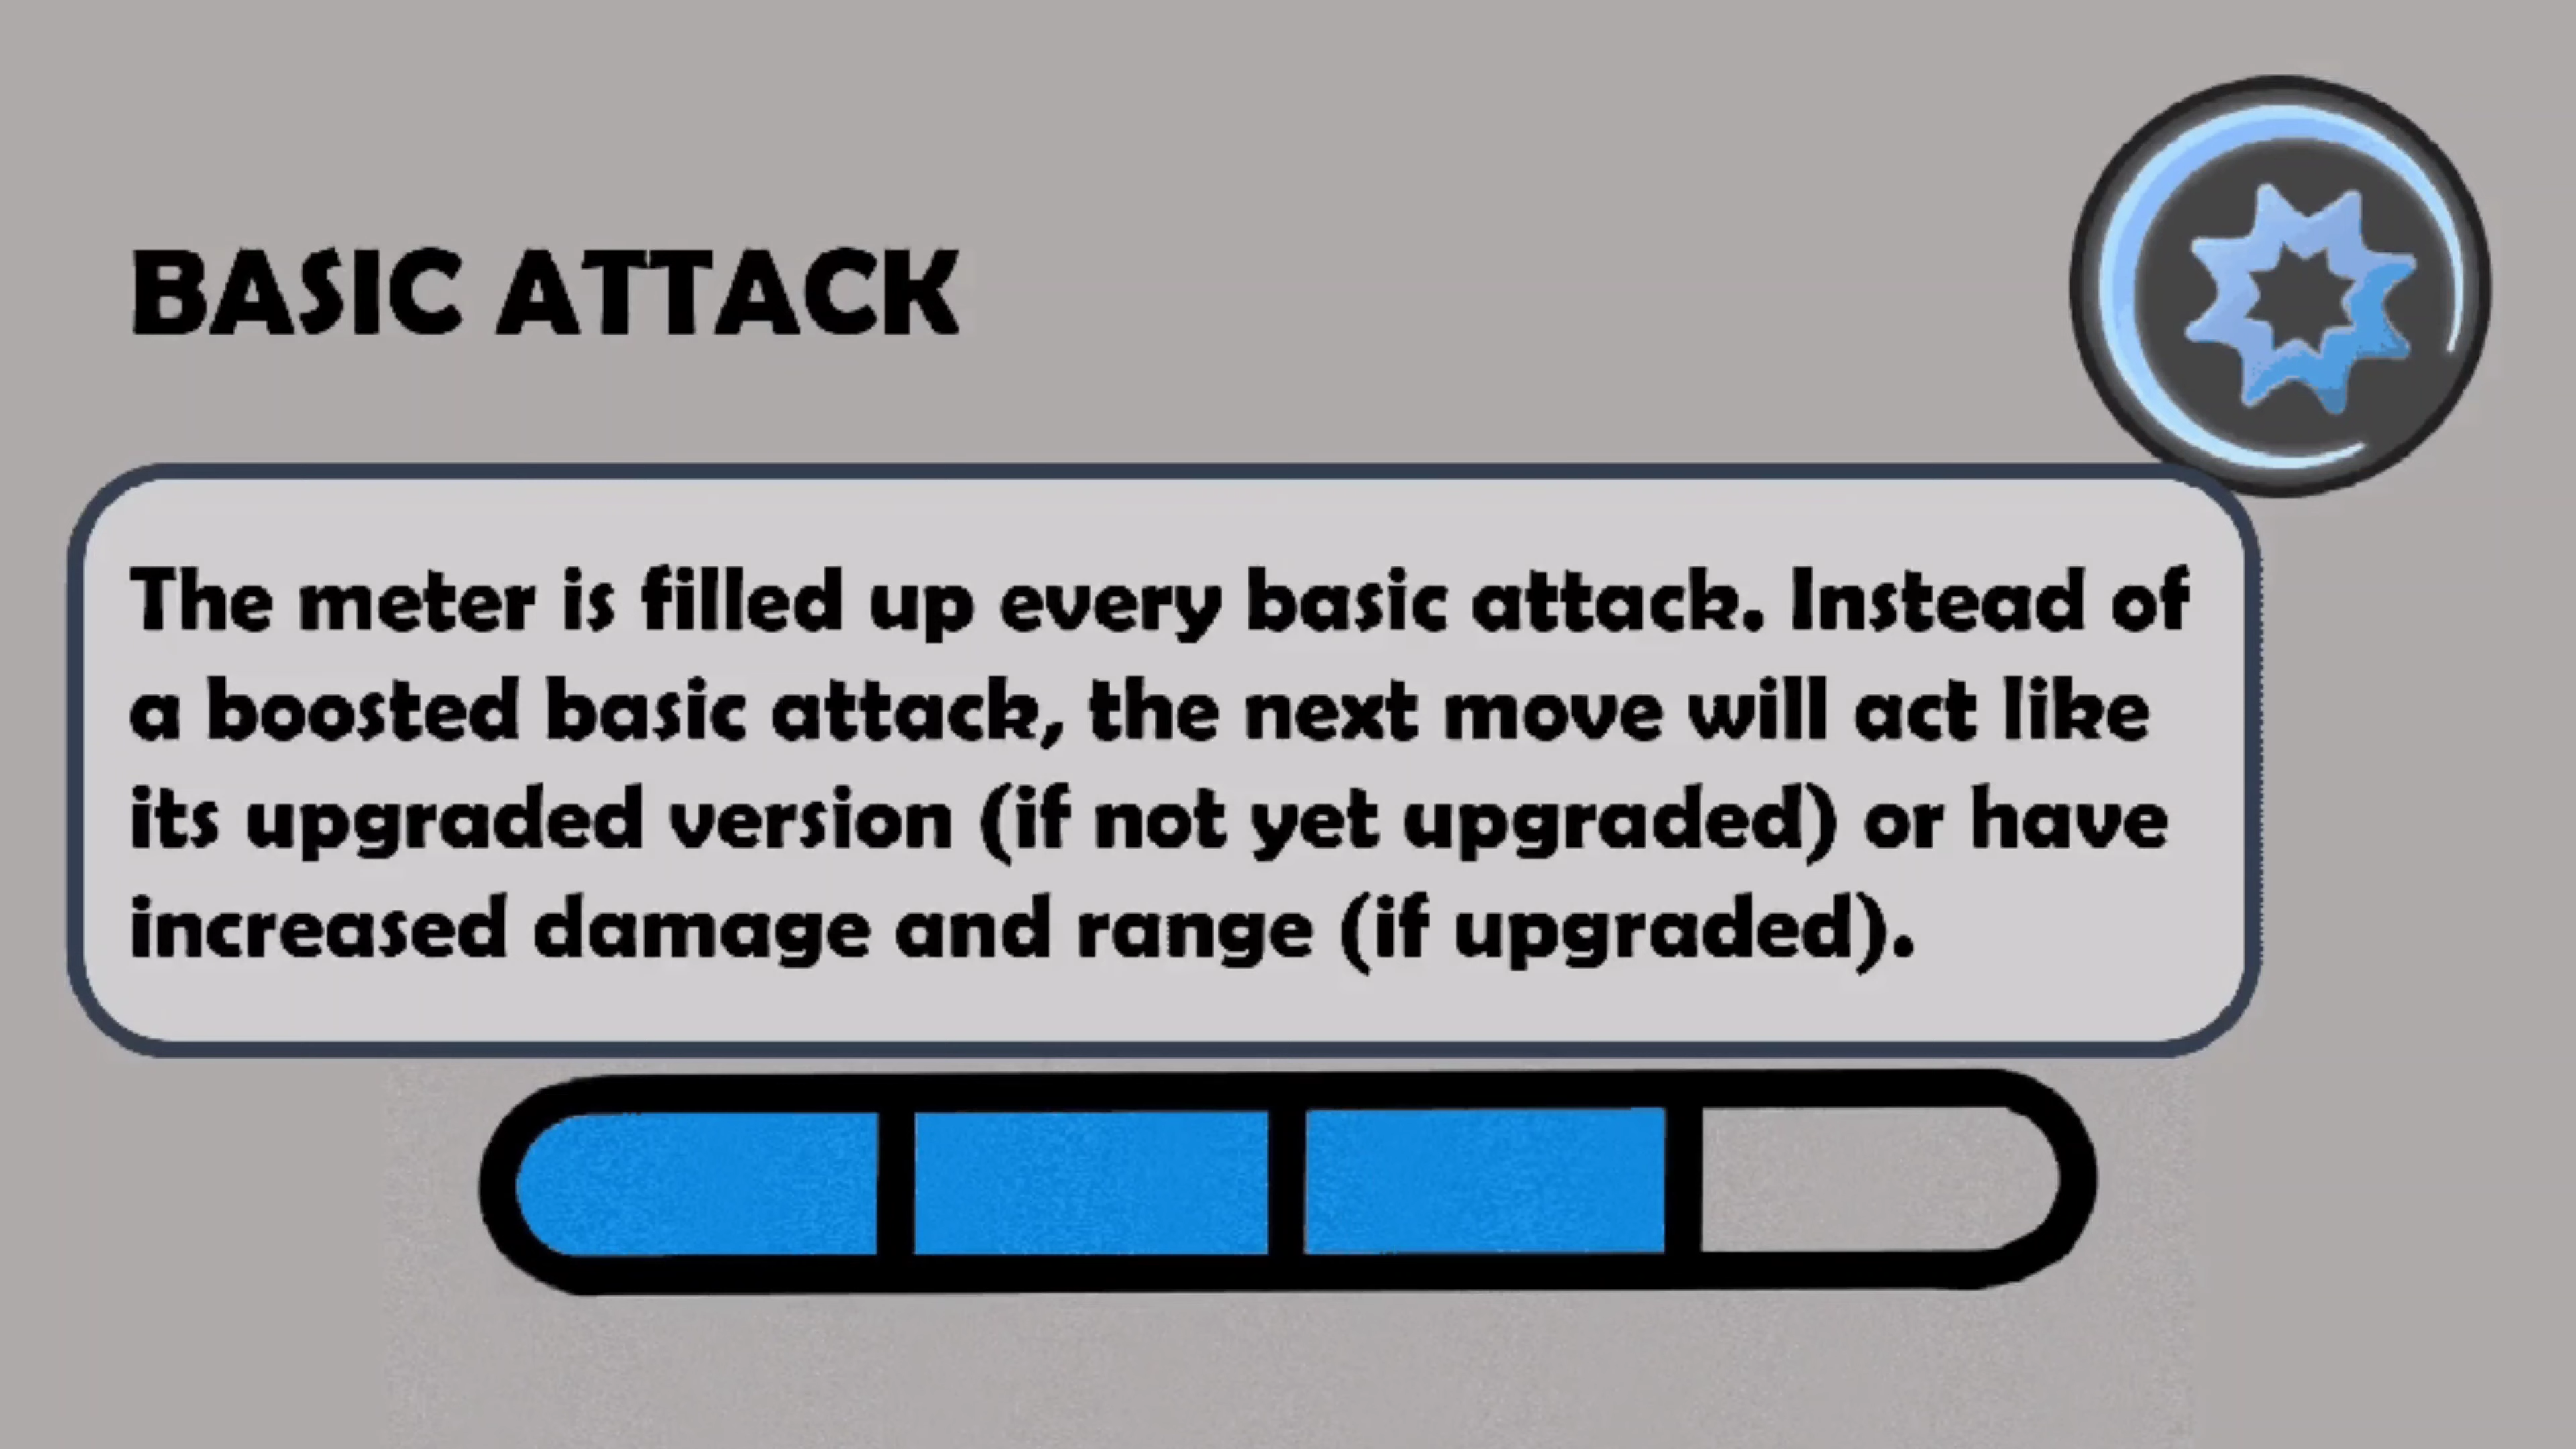 BASIC ATTACK
The meter is filled up every basic attack. Instead of
a boosted basic attack, the next move will act like
its upgraded version (if not yet upgraded) or have
increased damage and range (if upgraded).